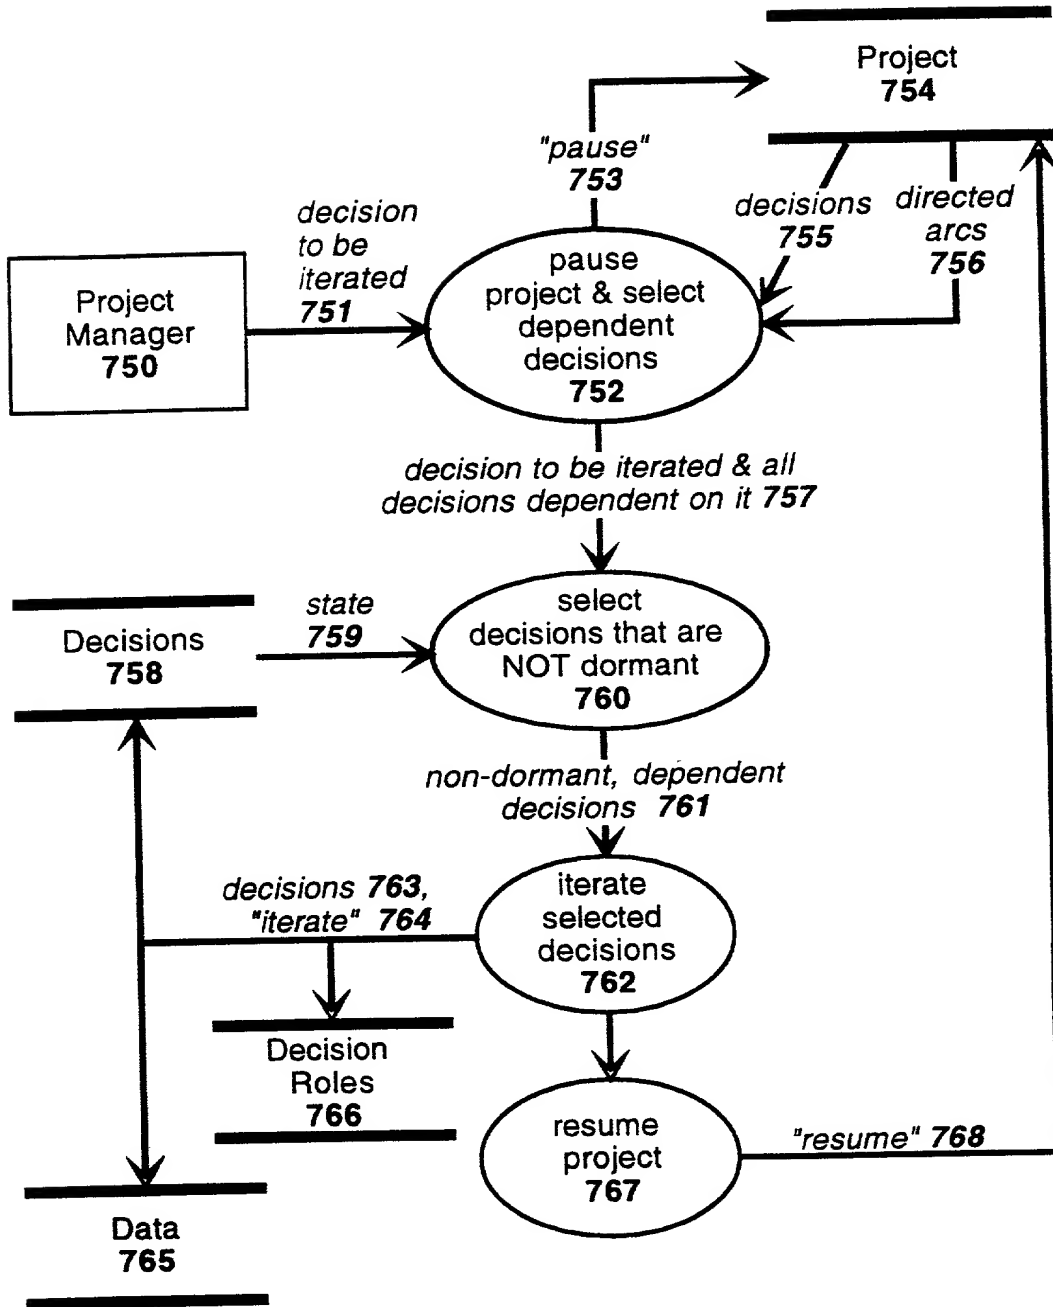 Project
754
"pause"
753
decisions
755
directed
arcs
756
decision
to be
iterated
751
Project
Manager
750
pause
project & select
dependent
decisions
752
decision to be iterated & all
decisions dependent on it 757
Decisions
758
state
759
select
decisions that are
NOT dormant
760
non-dormant, dependent
decisions 761
decisions 763,
"iterate" 764
iterate
selected
decisions
762
Decision
Roles
766
resume
project
767
"resume" 768
Data
765